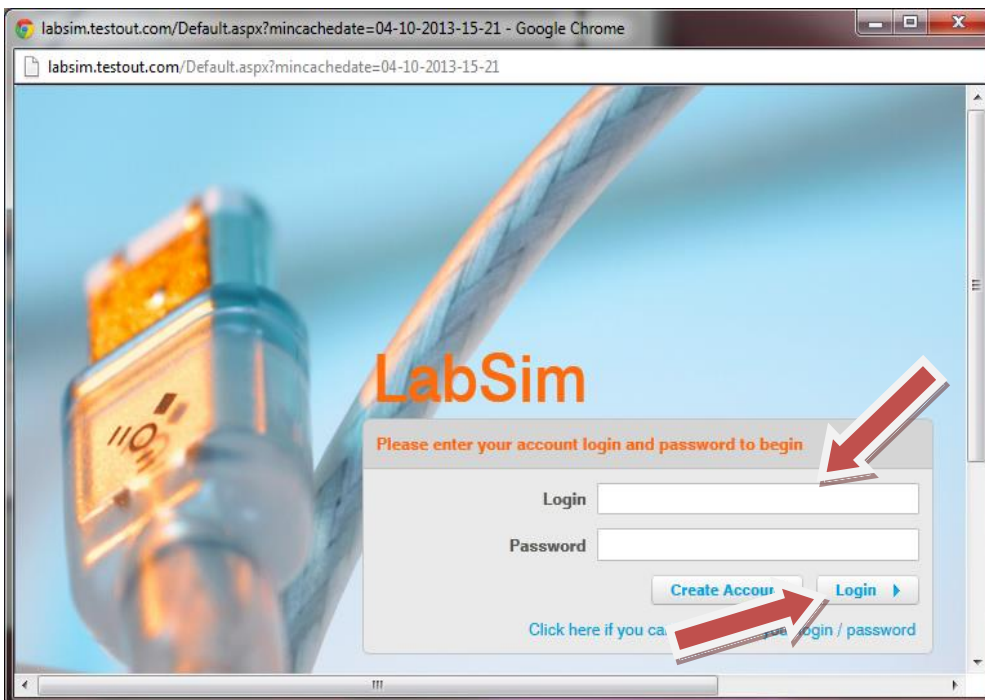 labsim.testout.com/Default.aspx?mincachedate=04-10-2013-15-21 - Google Chrome
labsim.testout.com/Default.aspx?mincachedate=04-10-2013-15-21
LabSim
Please enter your account login and password to begin
Login
Password
Create Login
Click here if you login / password